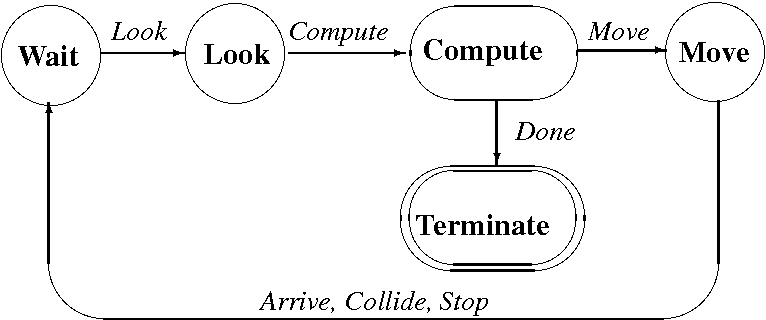 Look
Compute
Move
Wait
Look
Compute
Move
Done
Terminate
Arrive, Collide, Stop